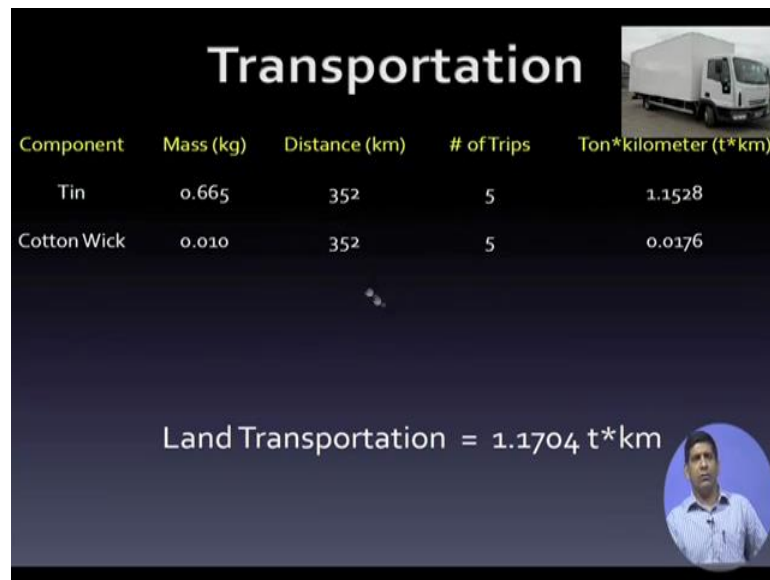 Transportation
Component Mass (kg) Distance (km) # of Trips Ton*kilometer (t*km)
Tin 0.665 352 5 1.1528
Cotton Wick 0.010 352 5 0.0176
Land Transportation = 1.1704 t*km